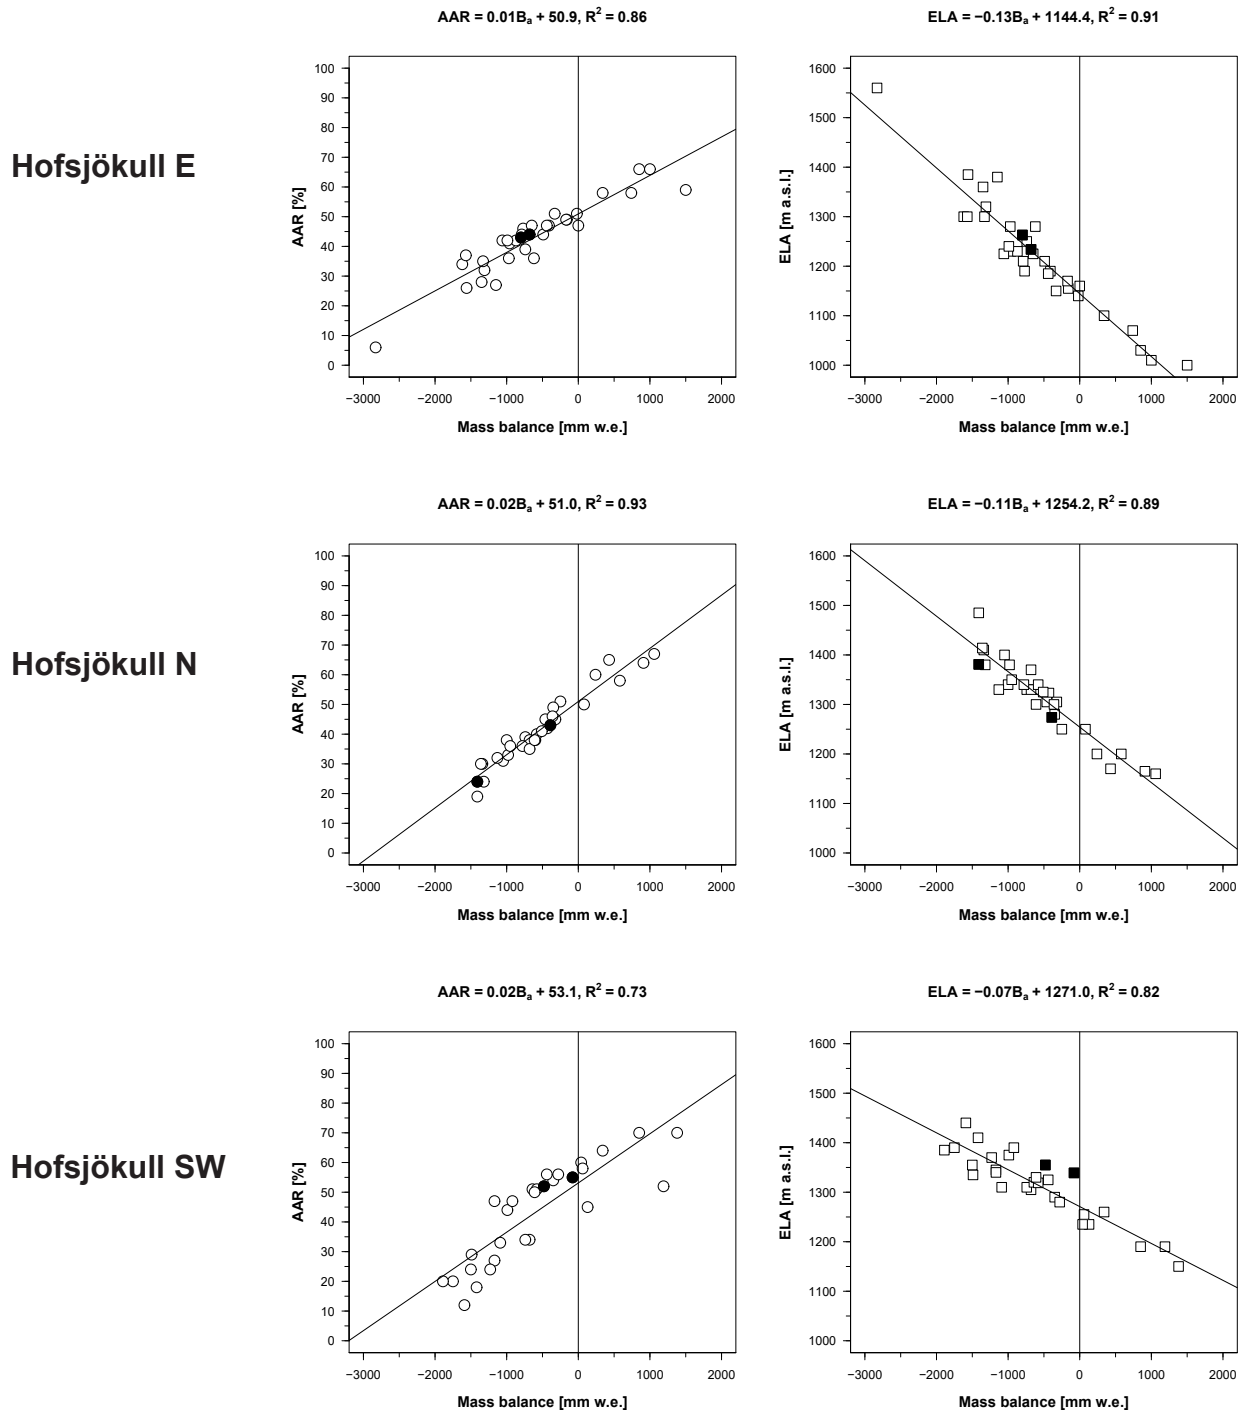 AAR = 0.01Bₐ + 50.9, R² = 0.86
ELA = −0.13Bₐ + 1144.4, R² = 0.91
Hofsjökull E
AAR [%]
100
90
80
70
60
50
40
30
20
10
0
−3000 −2000 −1000 0 1000 2000
Mass balance [mm w.e.]
ELA [m a.s.l.]
1600
1500
1400
1300
1200
1100
1000
−3000 −2000 −1000 0 1000 2000
Mass balance [mm w.e.]
AAR = 0.02Bₐ + 51.0, R² = 0.93
ELA = −0.11Bₐ + 1254.2, R² = 0.89
Hofsjökull N
AAR [%]
100
90
80
70
60
50
40
30
20
10
0
−3000 −2000 −1000 0 1000 2000
Mass balance [mm w.e.]
ELA [m a.s.l.]
1600
1500
1400
1300
1200
1100
1000
−3000 −2000 −1000 0 1000 2000
Mass balance [mm w.e.]
AAR = 0.02Bₐ + 53.1, R² = 0.73
ELA = −0.07Bₐ + 1271.0, R² = 0.82
Hofsjökull SW
AAR [%]
100
90
80
70
60
50
40
30
20
10
0
−3000 −2000 −1000 0 1000 2000
Mass balance [mm w.e.]
ELA [m a.s.l.]
1600
1500
1400
1300
1200
1100
1000
−3000 −2000 −1000 0 1000 2000
Mass balance [mm w.e.]